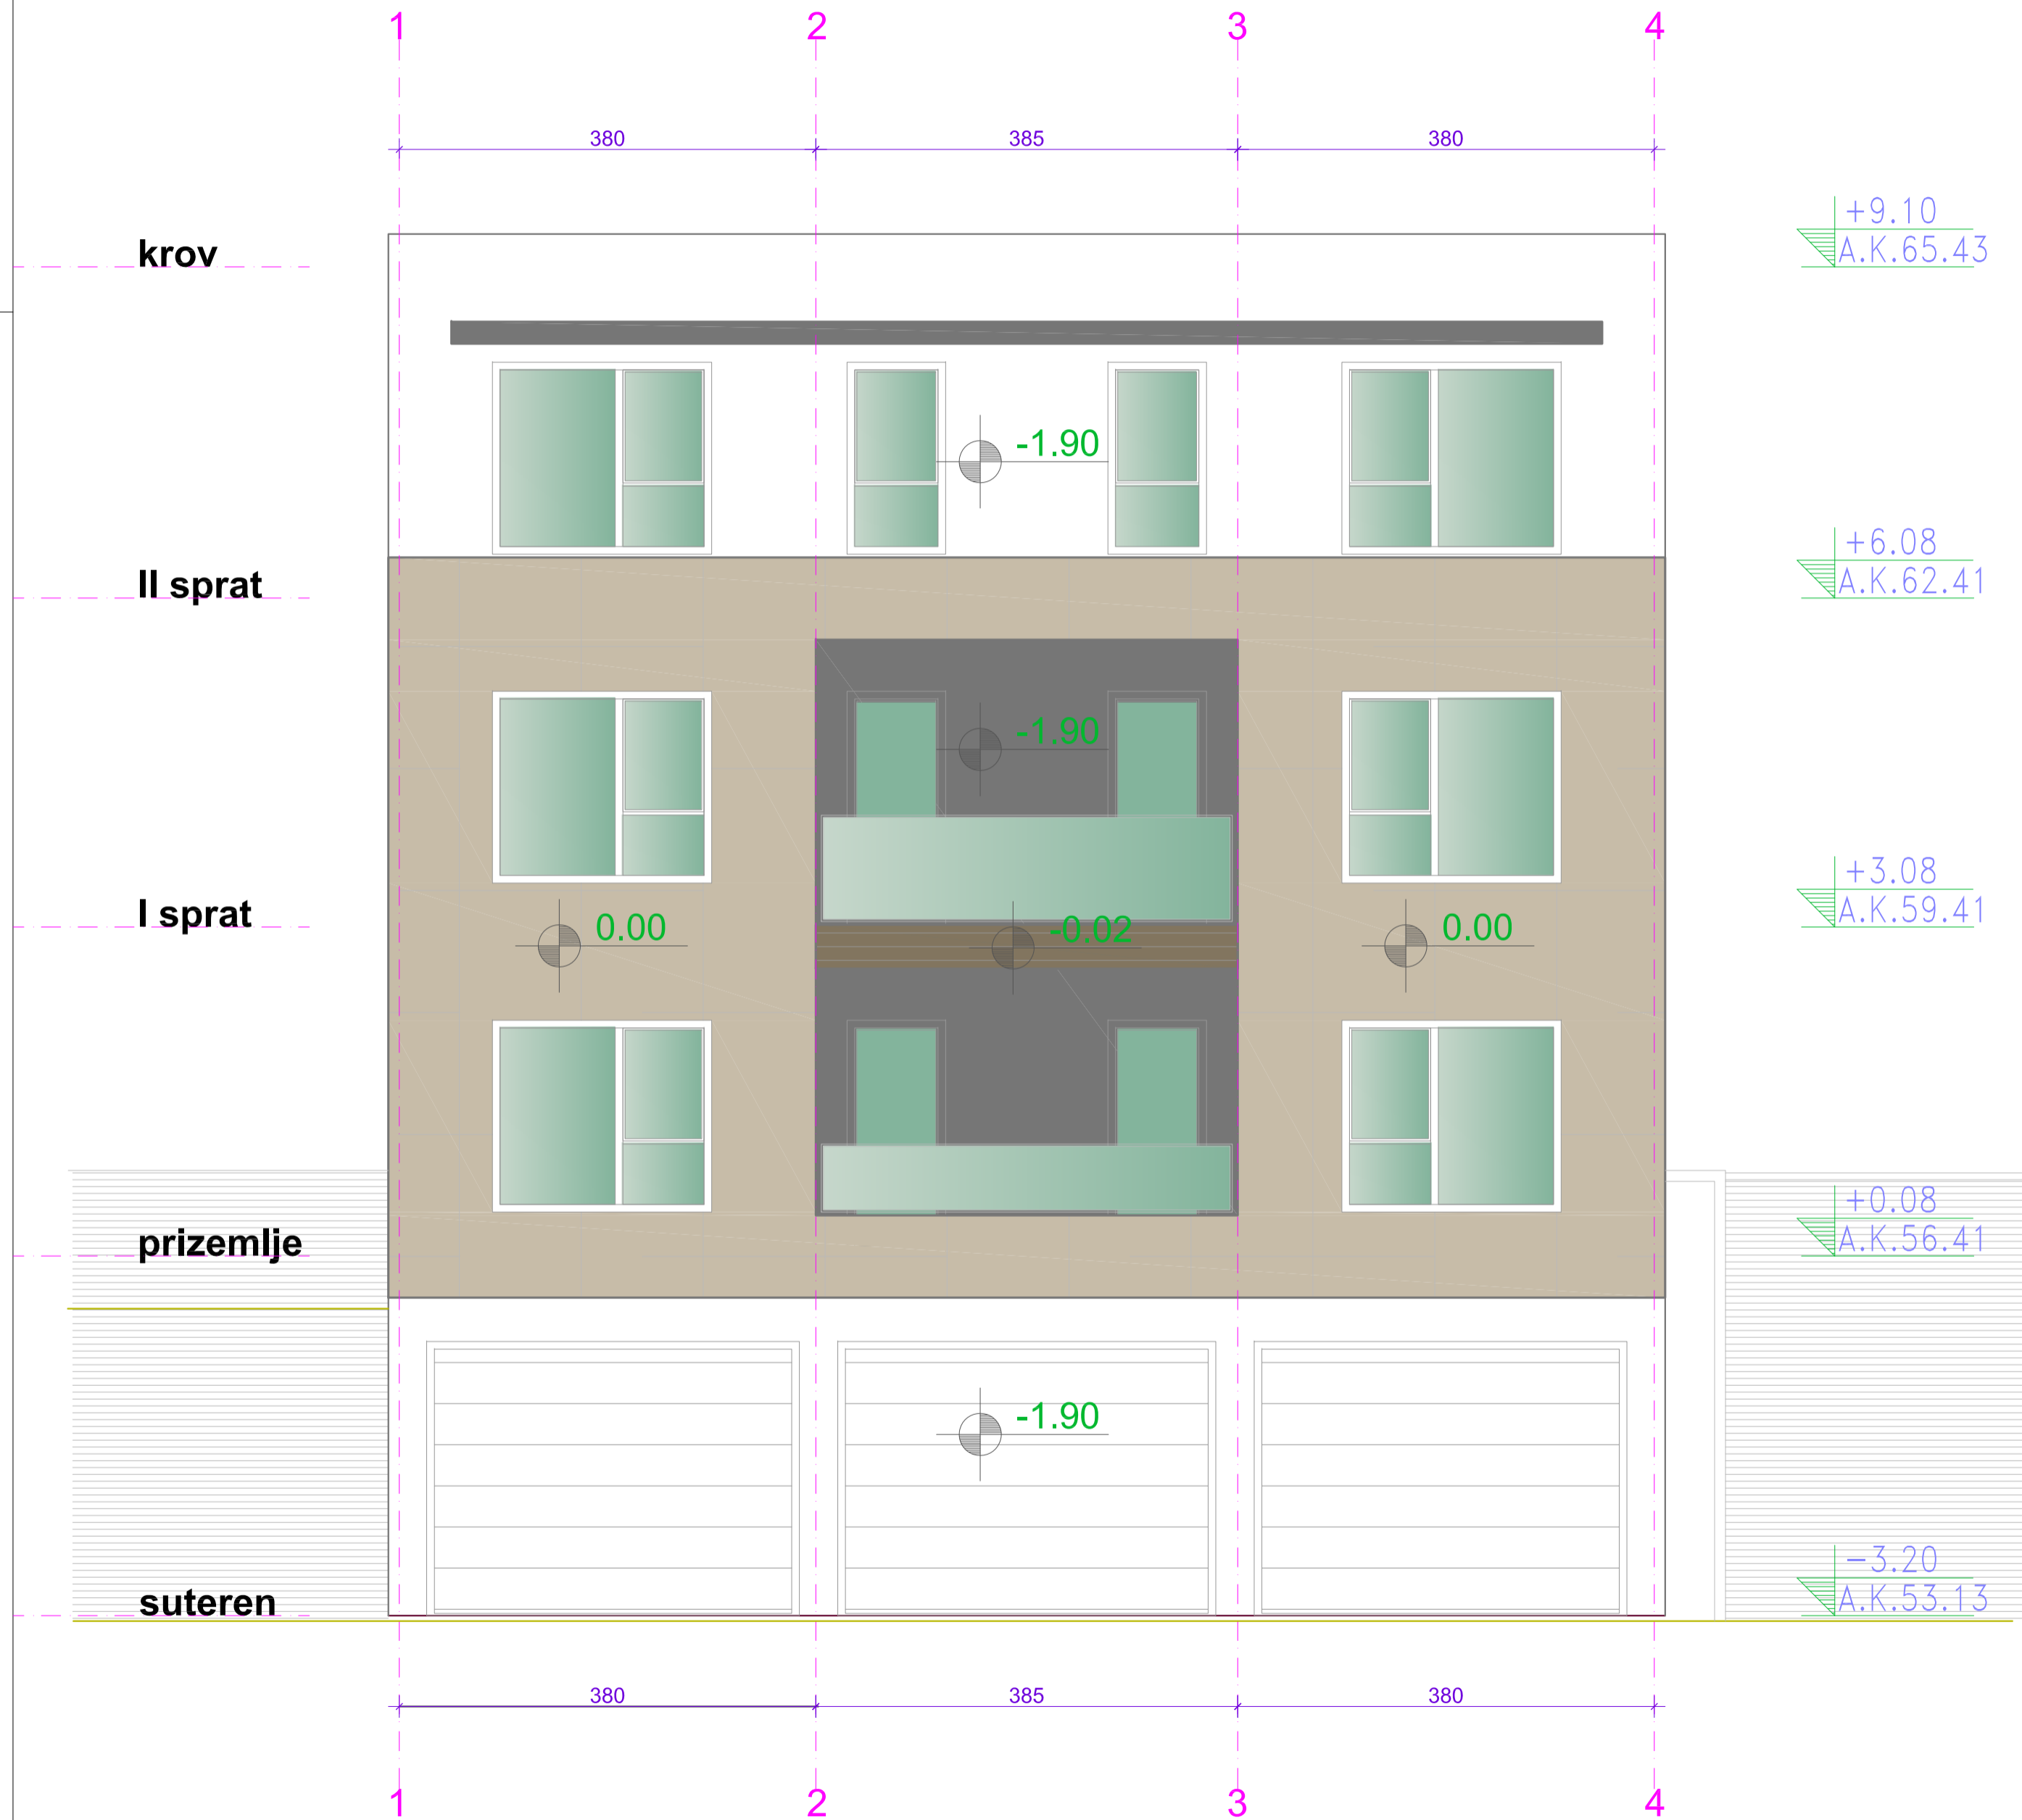 1 2 3 4
380 385 380
+9.10
krov A.K.65.43
-1.90
+6.08
II sprat A.K.62.41
-1.90
+3.08
I sprat A.K.59.41
0.00 -0.02 0.00
+0.08
prizemlje A.K.56.41
-1.90
-3.20
suteren A.K.53.13
380 385 380
1 2 3 4